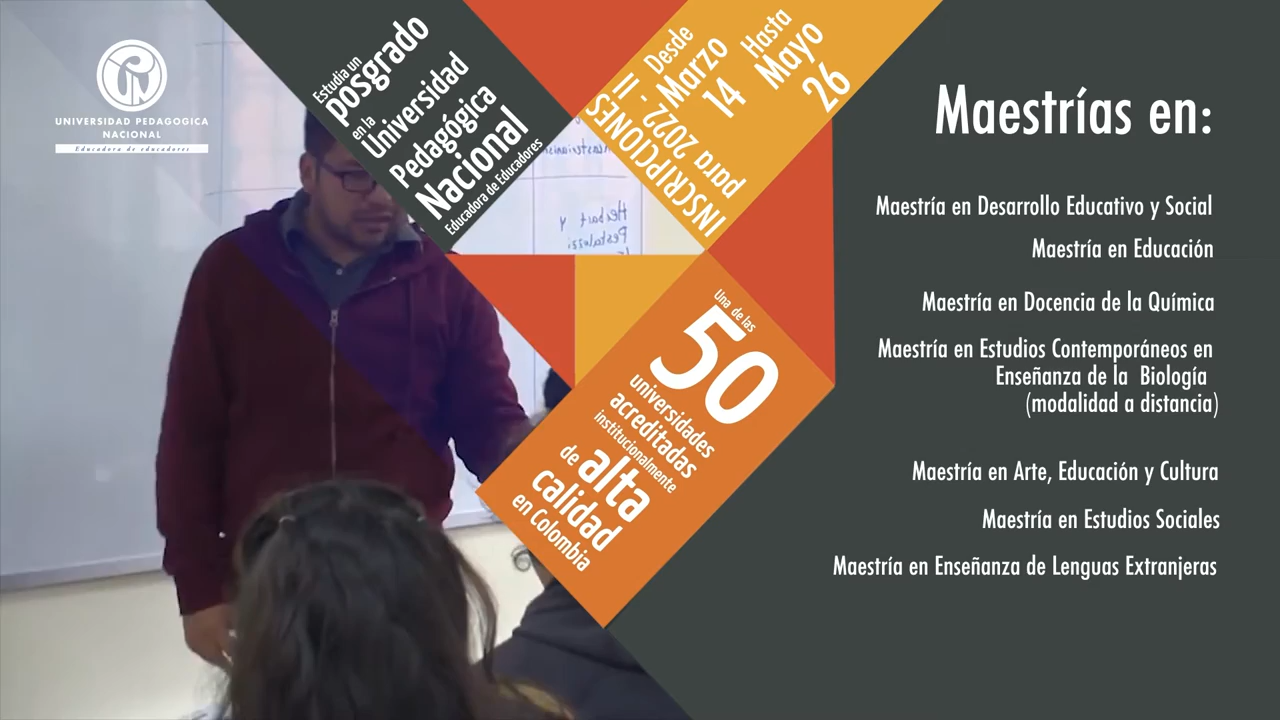 UNIVERSIDAD PEDAGOGICA
NACIONAL
Educadora de educadores
Estudia un
posgrado
en la
Universidad
Pedagógica
Nacional
Educadora de Educadores
INSCRIPCIONES
para 2022 - II
Desde
Marzo
14
Hasta
Mayo
26
Herbart y
Pestalozzi
Una de las
50
universidades
acreditadas
institucionalmente
de alta
calidad
en Colombia
Maestrías en:
Maestría en Desarrollo Educativo y Social
Maestría en Educación
Maestría en Docencia de la Química
Maestría en Estudios Contemporáneos en
Enseñanza de la Biología
(modalidad a distancia)
Maestría en Arte, Educación y Cultura
Maestría en Estudios Sociales
Maestría en Enseñanza de Lenguas Extranjeras